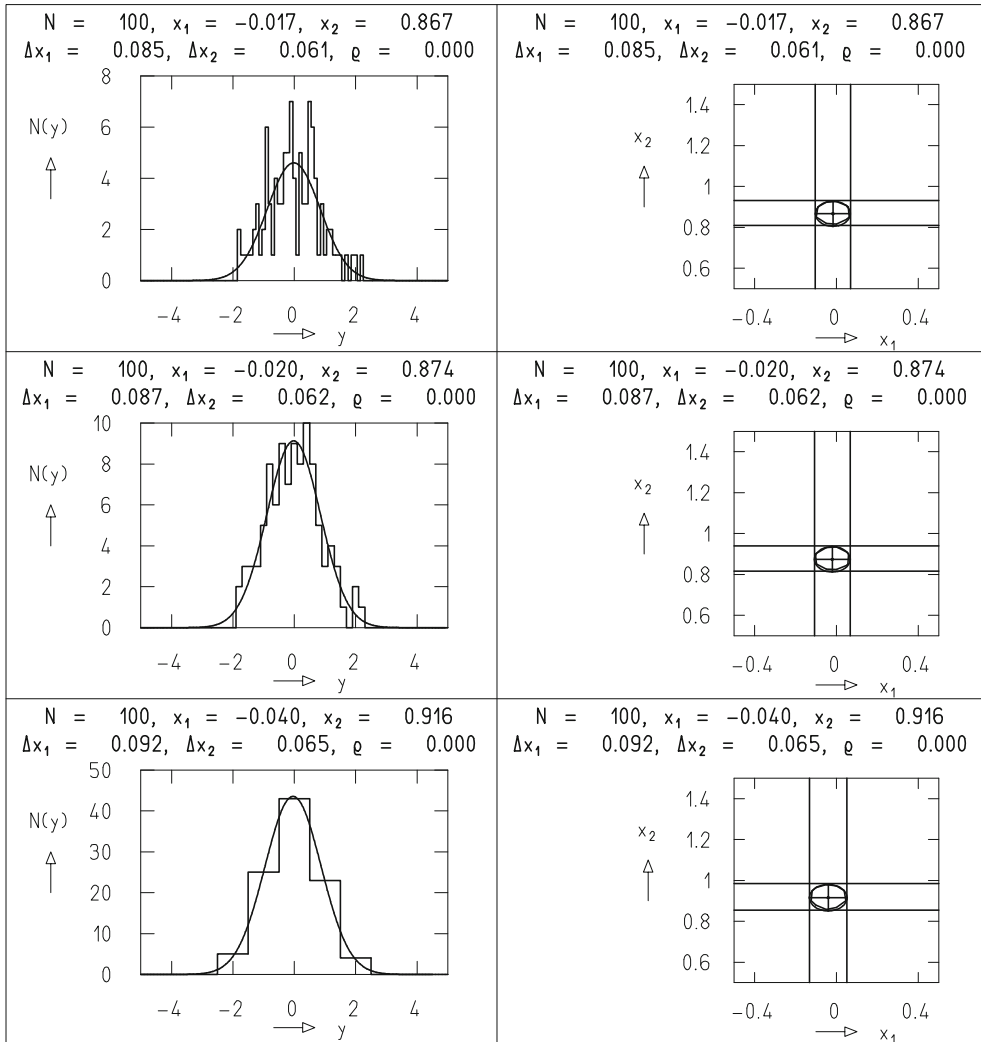 N = 100, x₁ = −0.017, x₂ = 0.867
Δx₁ = 0.085, Δx₂ = 0.061, ϱ = 0.000
8
N(y)
6
4
2
0
−4 −2 0 2 4
y
N = 100, x₁ = −0.017, x₂ = 0.867
Δx₁ = 0.085, Δx₂ = 0.061, ϱ = 0.000
x₂
1.4
1.2
1
0.8
0.6
−0.4 0 0.4
x₁
N = 100, x₁ = −0.020, x₂ = 0.874
Δx₁ = 0.087, Δx₂ = 0.062, ϱ = 0.000
10
N(y)
8
6
4
2
0
−4 −2 0 2 4
y
N = 100, x₁ = −0.020, x₂ = 0.874
Δx₁ = 0.087, Δx₂ = 0.062, ϱ = 0.000
x₂
1.4
1.2
1
0.8
0.6
−0.4 0 0.4
x₁
N = 100, x₁ = −0.040, x₂ = 0.916
Δx₁ = 0.092, Δx₂ = 0.065, ϱ = 0.000
50
N(y)
40
30
20
10
0
−4 −2 0 2 4
y
N = 100, x₁ = −0.040, x₂ = 0.916
Δx₁ = 0.092, Δx₂ = 0.065, ϱ = 0.000
x₂
1.4
1.2
1
0.8
0.6
−0.4 0 0.4
x₁